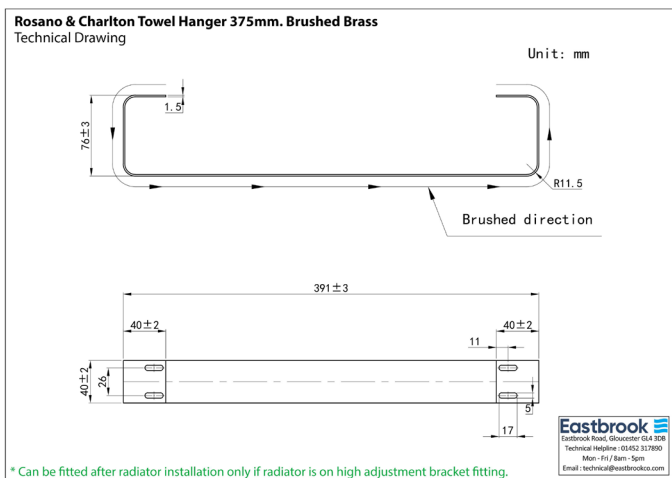 Rosano & Charlton Towel Hanger 375mm. Brushed Brass
Technical Drawing
Unit: mm
1.5
76±3
R11.5
Brushed direction
391±3
40±2
40±2
11
40±2
26
5
17
Eastbrook
Eastbrook Road, Gloucester GL4 3DB
Technical Helpline : 01452 317890
Mon - Fri / 8am - 5pm
Email : technical@eastbrookco.com
* Can be fitted after radiator installation only if radiator is on high adjustment bracket fitting.